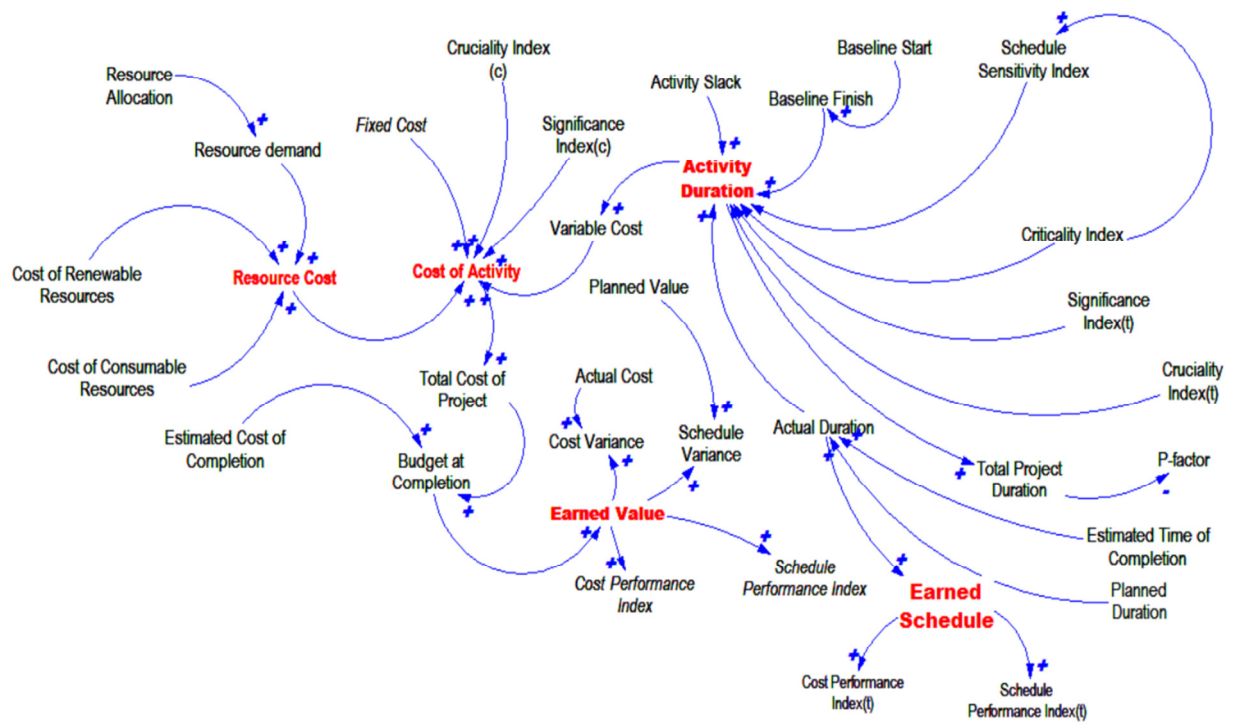 Cruciality Index
(c)
Baseline Start
Schedule
Sensitivity Index
Resource
Allocation
Activity Slack
Baseline Finish
Fixed Cost
Significance
Index(c)
Resource demand
Activity
Duration
Variable Cost
Criticality Index
Cost of Renewable
Resources
Resource Cost
Cost of Activity
Planned Value
Significance
Index(t)
Cost of Consumable
Resources
Total Cost of
Project
Actual Cost
Cruciality
Index(t)
Estimated Cost of
Completion
Cost Variance
Schedule
Variance
Actual Duration
Budget at
Completion
Total Project
Duration
P-factor
Earned Value
Estimated Time of
Completion
Cost Performance
Index
Schedule
Performance Index
Earned
Schedule
Planned
Duration
Cost Performance
Index(t)
Schedule
Performance Index(t)